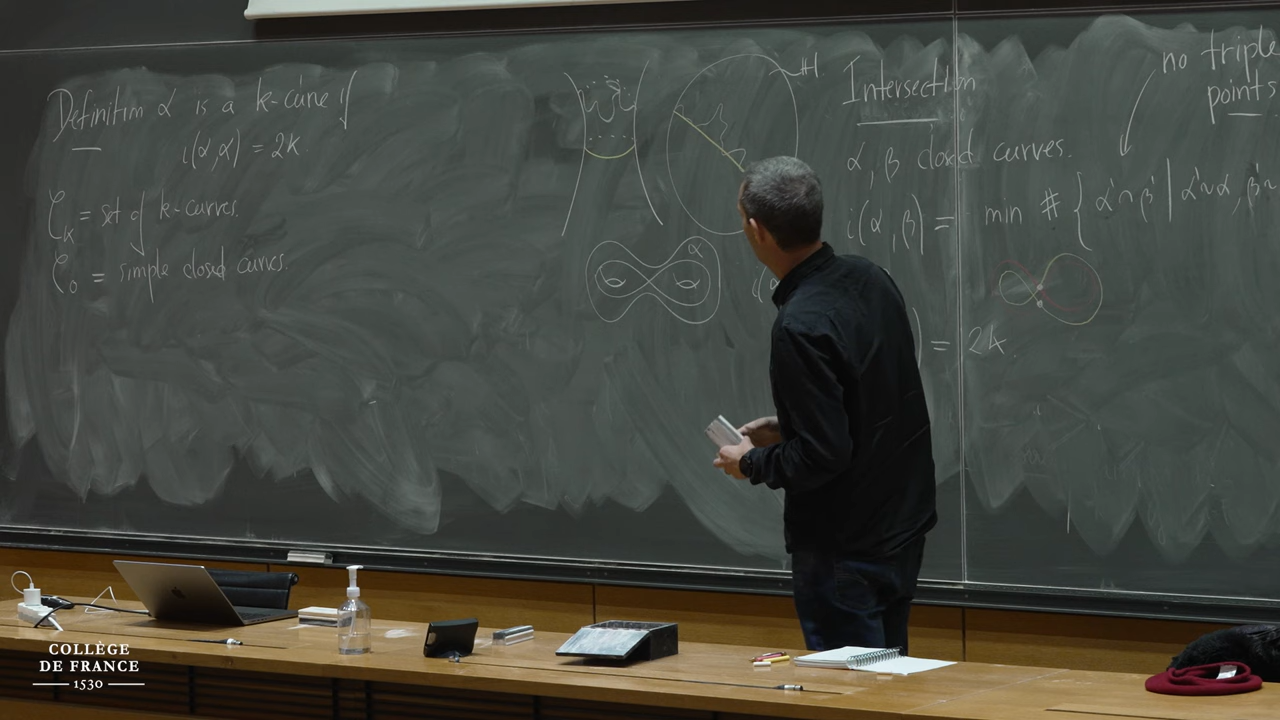 Definition α is a k-curve if
i(α,α) = 2k
C_k = set of k-curves.
C_0 = simple closed curves.
α
H
Intersection
α, β closed curves.
i(α, β) = min # { α'∩β' | α'~α, β'~
no triple
points
) = 2k
COLLÈGE
DE FRANCE
1530